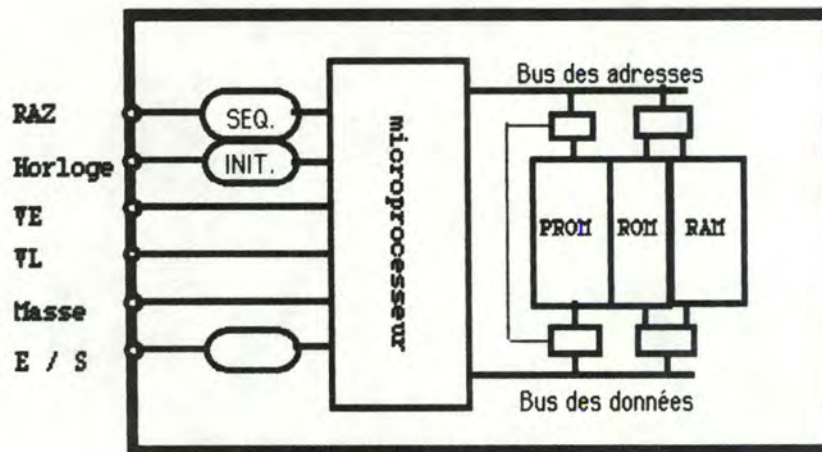 RAZ
Horloge
VE
VL
Masse
E / S
SEQ.
INIT.
microprocesseur
Bus des adresses
PROM
ROM
RAM
Bus des données